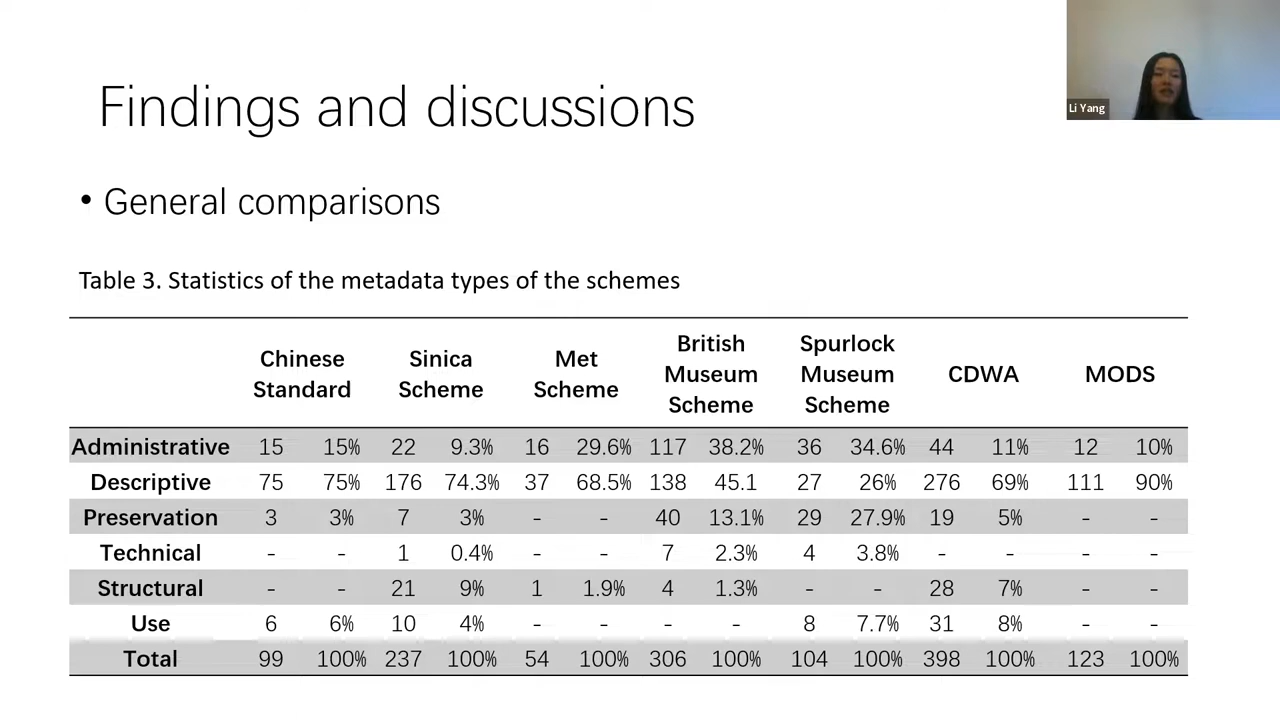 Li Yang
Findings and discussions
• General comparisons
Table 3. Statistics of the metadata types of the schemes
Chinese Standard Sinica Scheme Met Scheme British Museum Scheme Spurlock Museum Scheme CDWA MODS
Administrative 15 15% 22 9.3% 16 29.6% 117 38.2% 36 34.6% 44 11% 12 10%
Descriptive 75 75% 176 74.3% 37 68.5% 138 45.1 27 26% 276 69% 111 90%
Preservation 3 3% 7 3% - - 40 13.1% 29 27.9% 19 5% - -
Technical - - 1 0.4% - - 7 2.3% 4 3.8% - - - -
Structural - - 21 9% 1 1.9% 4 1.3% - - 28 7% - -
Use 6 6% 10 4% - - - - 8 7.7% 31 8% - -
Total 99 100% 237 100% 54 100% 306 100% 104 100% 398 100% 123 100%